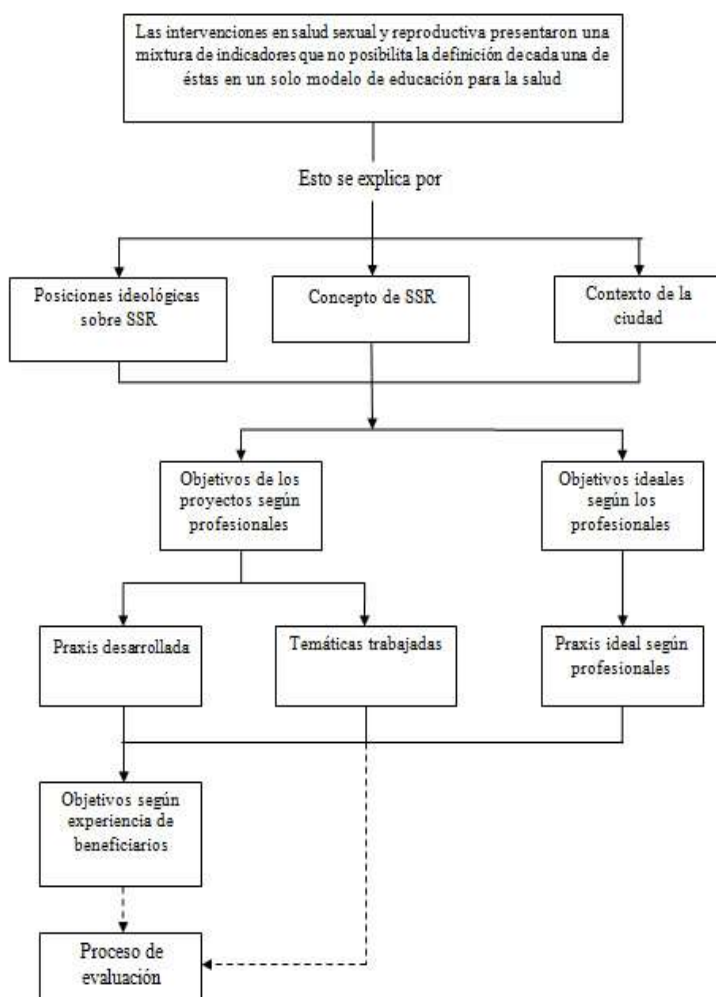 Las intervenciones en salud sexual y reproductiva presentaron una
mixtura de indicadores que no posibilita la definición de cada una de
éstas en un solo modelo de educación para la salud
Esto se explica por
Posiciones ideológicas
sobre SSR
Concepto de SSR
Contexto de la
ciudad
Objetivos de los
proyectos según
profesionales
Objetivos ideales
según los
profesionales
Praxis desarrollada
Temáticas trabajadas
Praxis ideal según
profesionales
Objetivos según
experiencia de
beneficiarios
Proceso de
evaluación